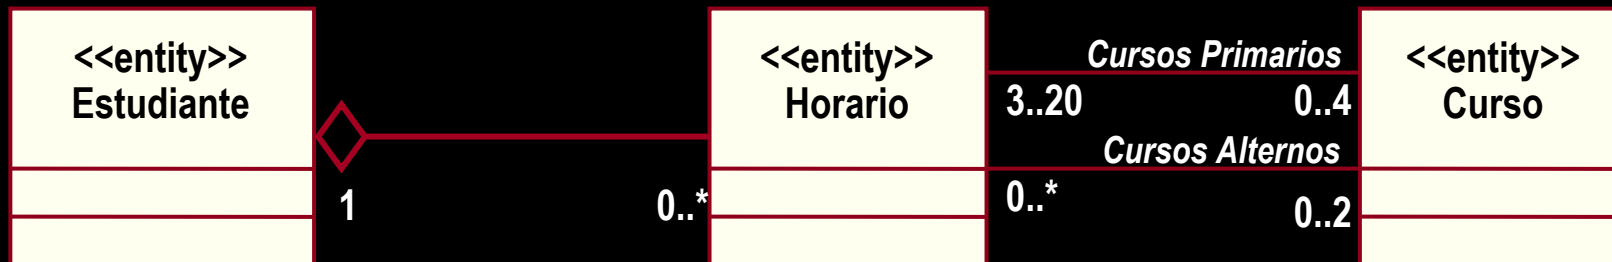 <<entity>>
Estudiante
1
0..*
<<entity>>
Horario
Cursos Primarios
3..20
0..4
Cursos Alternos
0..*
0..2
<<entity>>
Curso